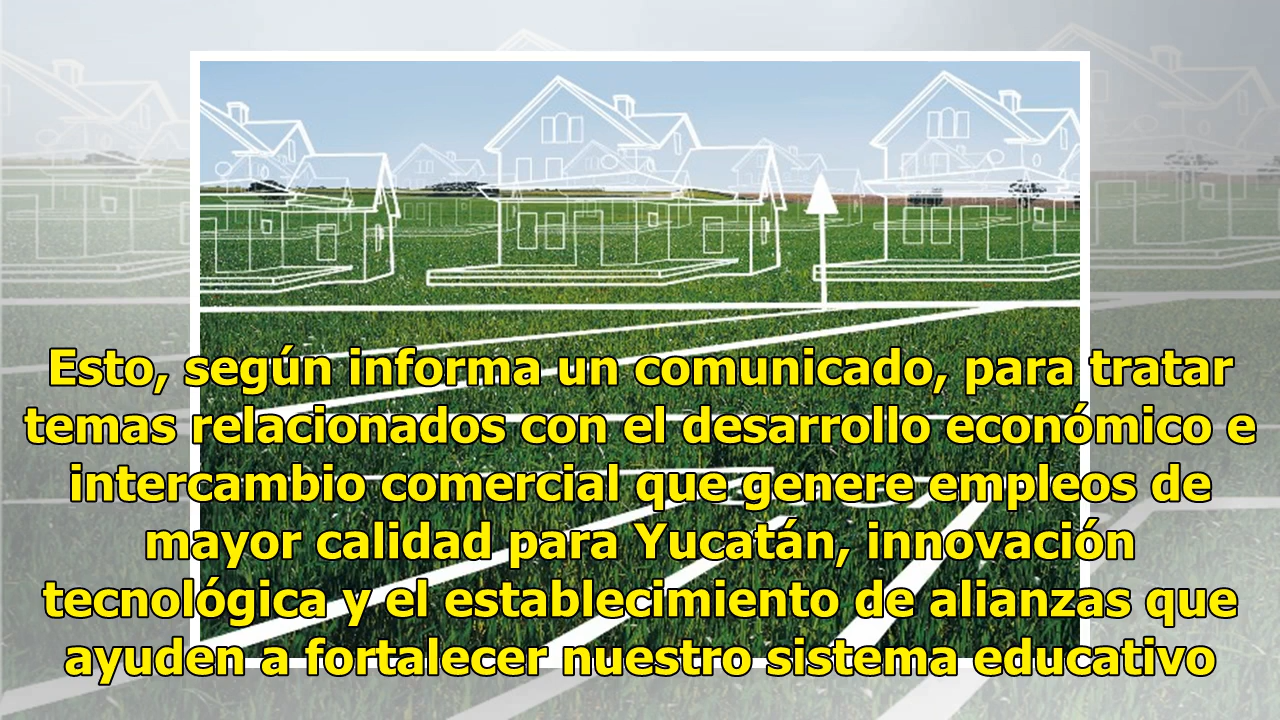 Esto, según informa un comunicado, para tratar
temas relacionados con el desarrollo económico e
intercambio comercial que genere empleos de
mayor calidad para Yucatán, innovación
tecnológica y el establecimiento de alianzas que
ayuden a fortalecer nuestro sistema educativo